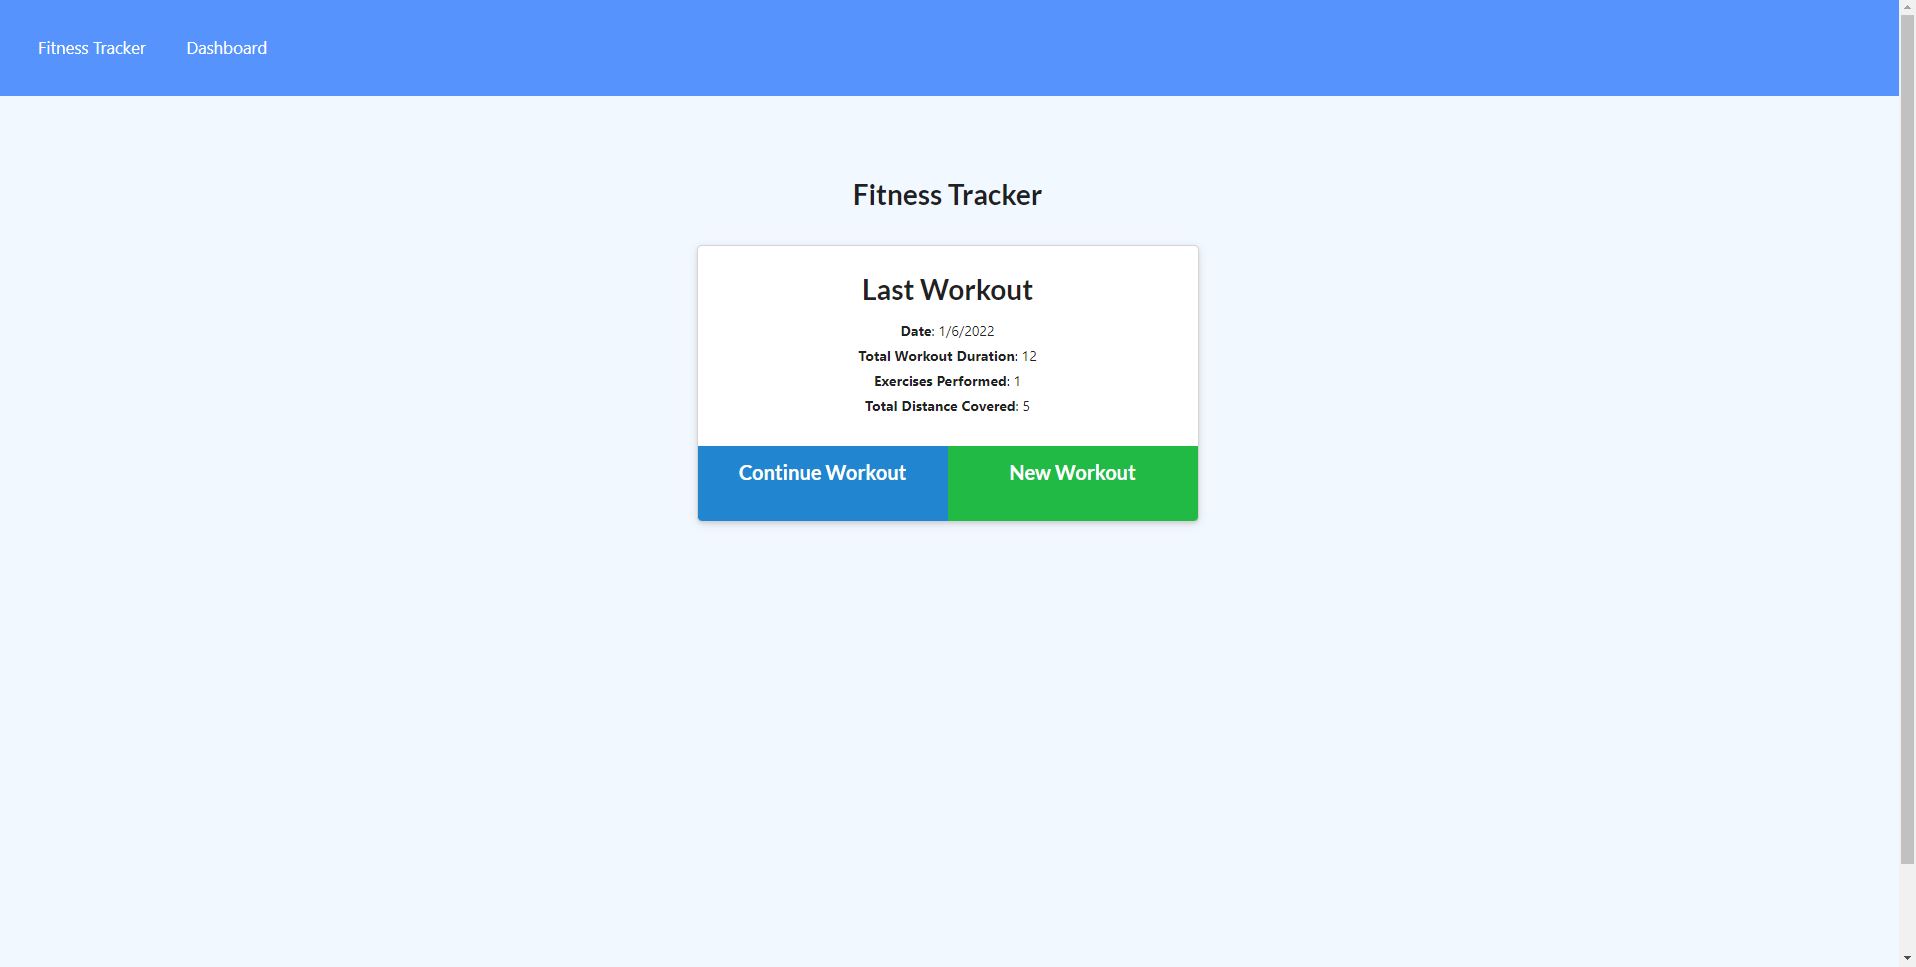 Fitness Tracker Dashboard
Fitness Tracker
Last Workout
Date: 1/6/2022
Total Workout Duration: 12
Exercises Performed: 1
Total Distance Covered: 5
Continue Workout New Workout